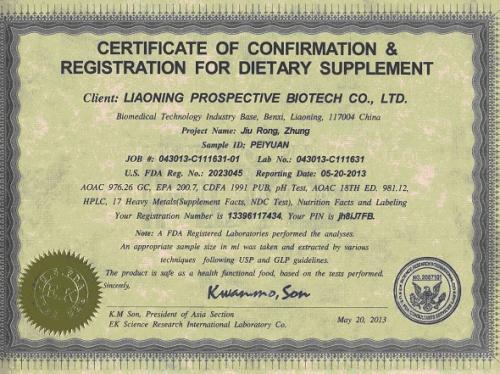 CERTIFICATE OF CONFIRMATION &
REGISTRATION FOR DIETARY SUPPLEMENT
Client: LIAONING PROSPECTIVE BIOTECH CO., LTD.
Biomedical Technology Industry Base, Benxi, Liaoning, 117004 China
Project Name: Jiu Rong, Zhung
Sample ID: PEIYUAN
JOB #: 043013-C111631-01 Lab No.: 043013-C111631
U.S. FDA Reg. No.: 2023045 Reporting Date: 05-20-2013
AOAC 976.26 GC, EPA 200.7, CDFA 1991 PUB, pH Test, AOAC 18TH ED. 981.12,
HPLC, 17 Heavy Metals(Supplement Facts, NDC Test), Nutrition Facts and Labeling
Your Registration Number is 13396117434, Your PIN is jh8IJ7FB.
Note: A FDA Registered Laboratories performed the analyses.
An appropriate sample size in ml was taken and extracted by various
techniques following USP and GLP guidelines.
The product is safe as a health functional food, based on the tests performed.
Sincerely,
Kwanmo, Son
K.M Son, President of Asia Section
EK Science Research International Laboratory Co.
May 20, 2013